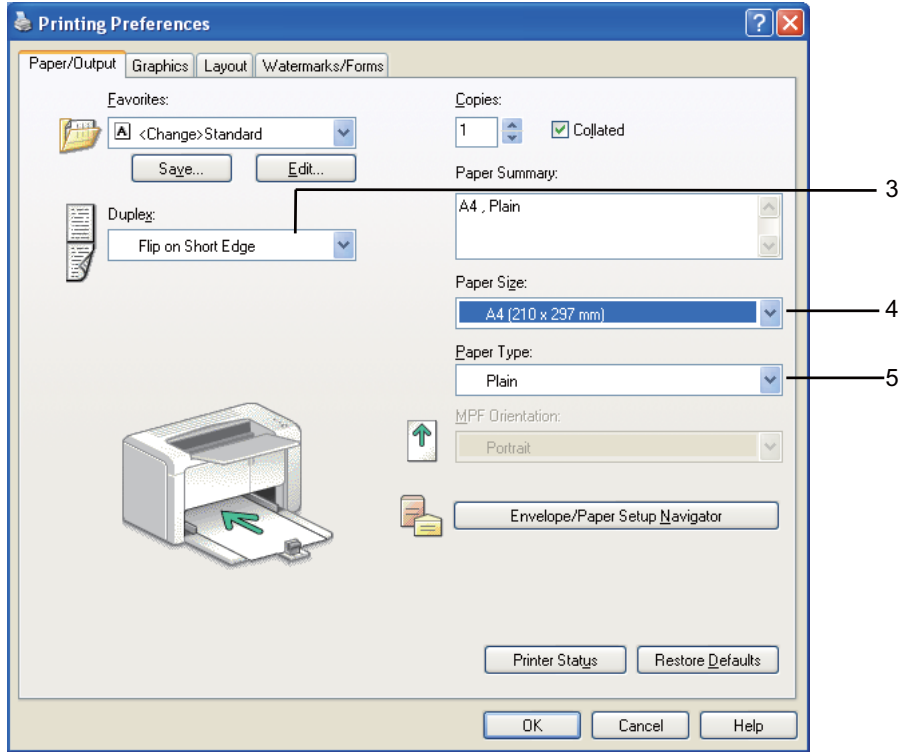 Printing Preferences
Paper/Output Graphics Layout Watermarks/Forms
Favorites:
<Change>Standard
Save... Edit...
Duplex:
Flip on Short Edge
Copies:
1 Collated
Paper Summary:
A4 , Plain
3
Paper Size:
A4 (210 x 297 mm)
4
Paper Type:
Plain
5
MPF Orientation:
Portrait
Envelope/Paper Setup Navigator
Printer Status Restore Defaults
OK Cancel Help